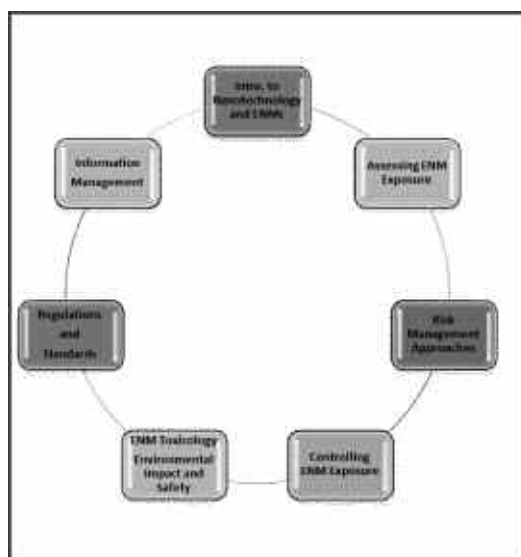 Intro. to
Nanotechnology
and ENMs
Assessing ENM
Exposure
Risk
Management
Approaches
Controlling
ENM Exposure
ENM Toxicology
Environmental
Impact and
Safety
Regulations
and
Standards
Information
Management